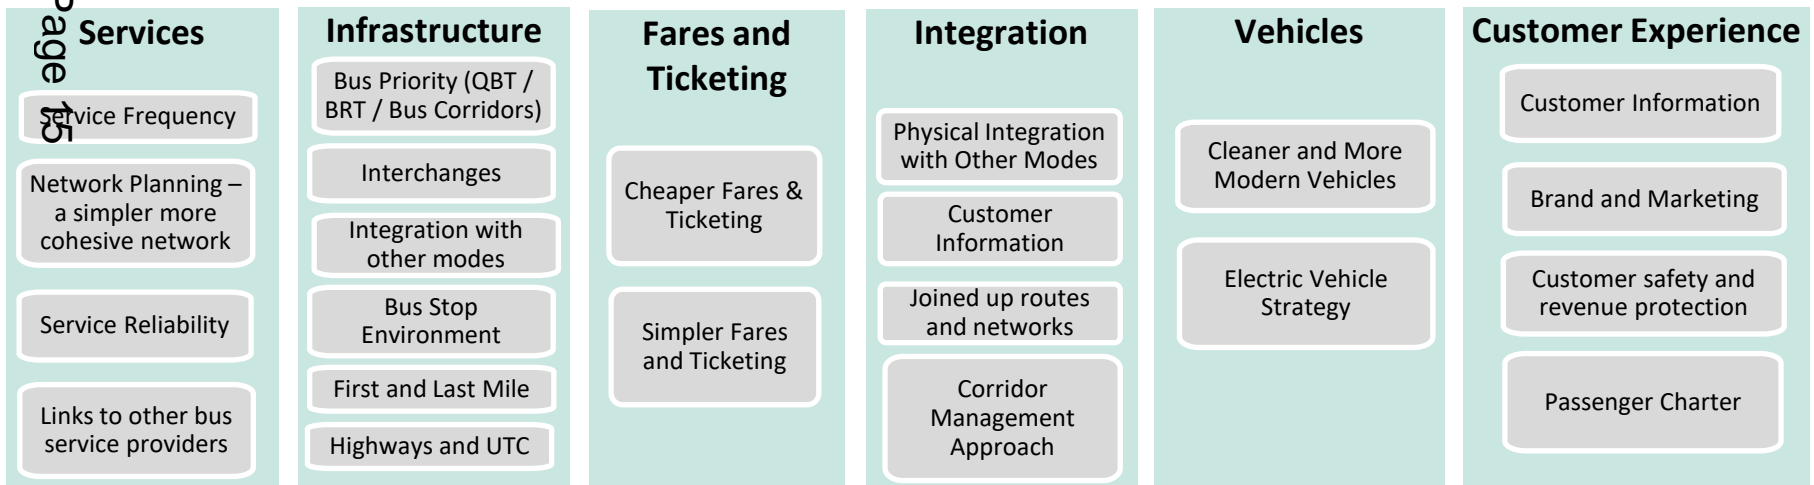 Page 15
Services
Service Frequency
Network Planning –
a simpler more
cohesive network
Service Reliability
Links to other bus
service providers
Infrastructure
Bus Priority (QBT /
BRT / Bus Corridors)
Interchanges
Integration with
other modes
Bus Stop
Environment
First and Last Mile
Highways and UTC
Fares and
Ticketing
Cheaper Fares &
Ticketing
Simpler Fares
and Ticketing
Integration
Physical Integration
with Other Modes
Customer
Information
Joined up routes
and networks
Corridor
Management
Approach
Vehicles
Cleaner and More
Modern Vehicles
Electric Vehicle
Strategy
Customer Experience
Customer Information
Brand and Marketing
Customer safety and
revenue protection
Passenger Charter